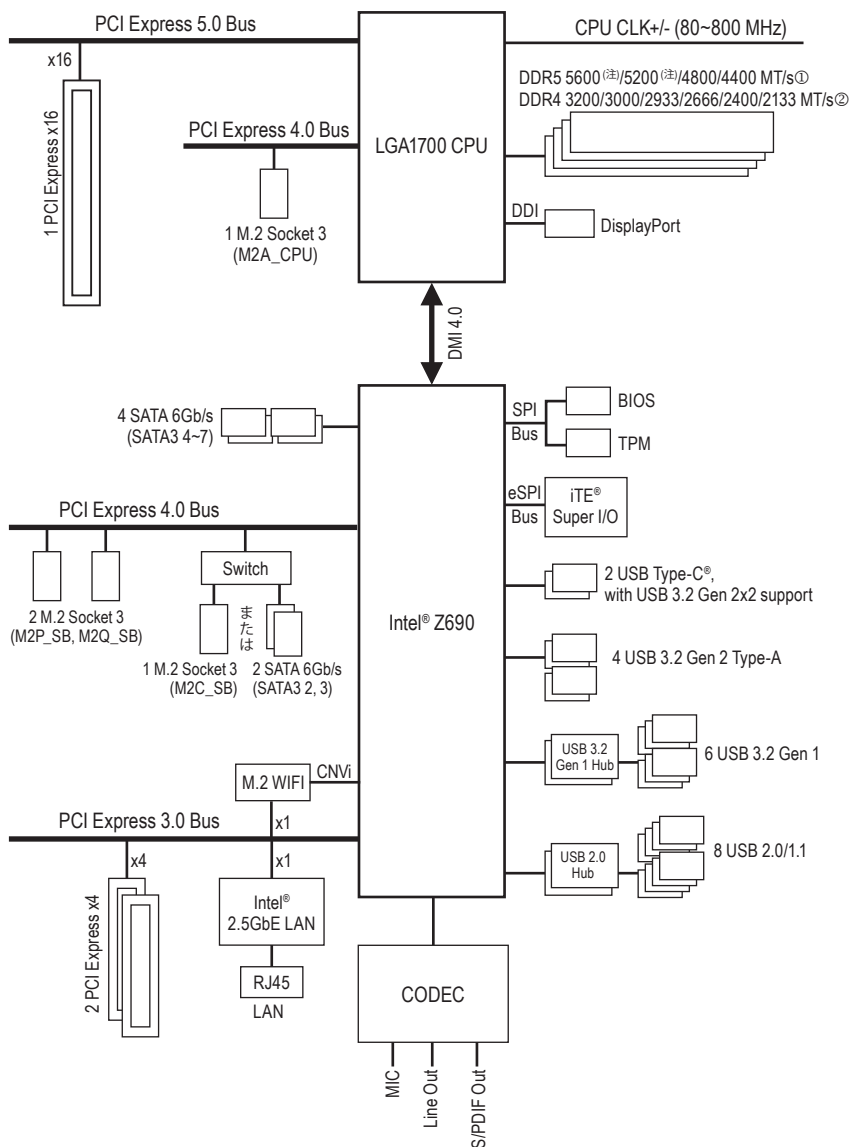 PCI Express 5.0 Bus
CPU CLK+/- (80~800 MHz)
x16
DDR5 5600(注)/5200(注)/4800/4400 MT/s①
DDR4 3200/3000/2933/2666/2400/2133 MT/s②
1 PCI Express x16
PCI Express 4.0 Bus
LGA1700 CPU
1 M.2 Socket 3
(M2A_CPU)
DDI
DisplayPort
DMI 4.0
4 SATA 6Gb/s
(SATA3 4~7)
SPI
Bus
BIOS
TPM
eSPI
Bus
iTE®
Super I/O
PCI Express 4.0 Bus
Switch
2 M.2 Socket 3
(M2P_SB, M2Q_SB)
または
1 M.2 Socket 3
(M2C_SB)
2 SATA 6Gb/s
(SATA3 2, 3)
Intel® Z690
2 USB Type-C®,
with USB 3.2 Gen 2x2 support
4 USB 3.2 Gen 2 Type-A
USB 3.2
Gen 1 Hub
6 USB 3.2 Gen 1
M.2 WIFI
CNVi
PCI Express 3.0 Bus
x1
x4
x1
USB 2.0
Hub
8 USB 2.0/1.1
2 PCI Express x4
Intel®
2.5GbE LAN
RJ45
LAN
CODEC
MIC
Line Out
S/PDIF Out